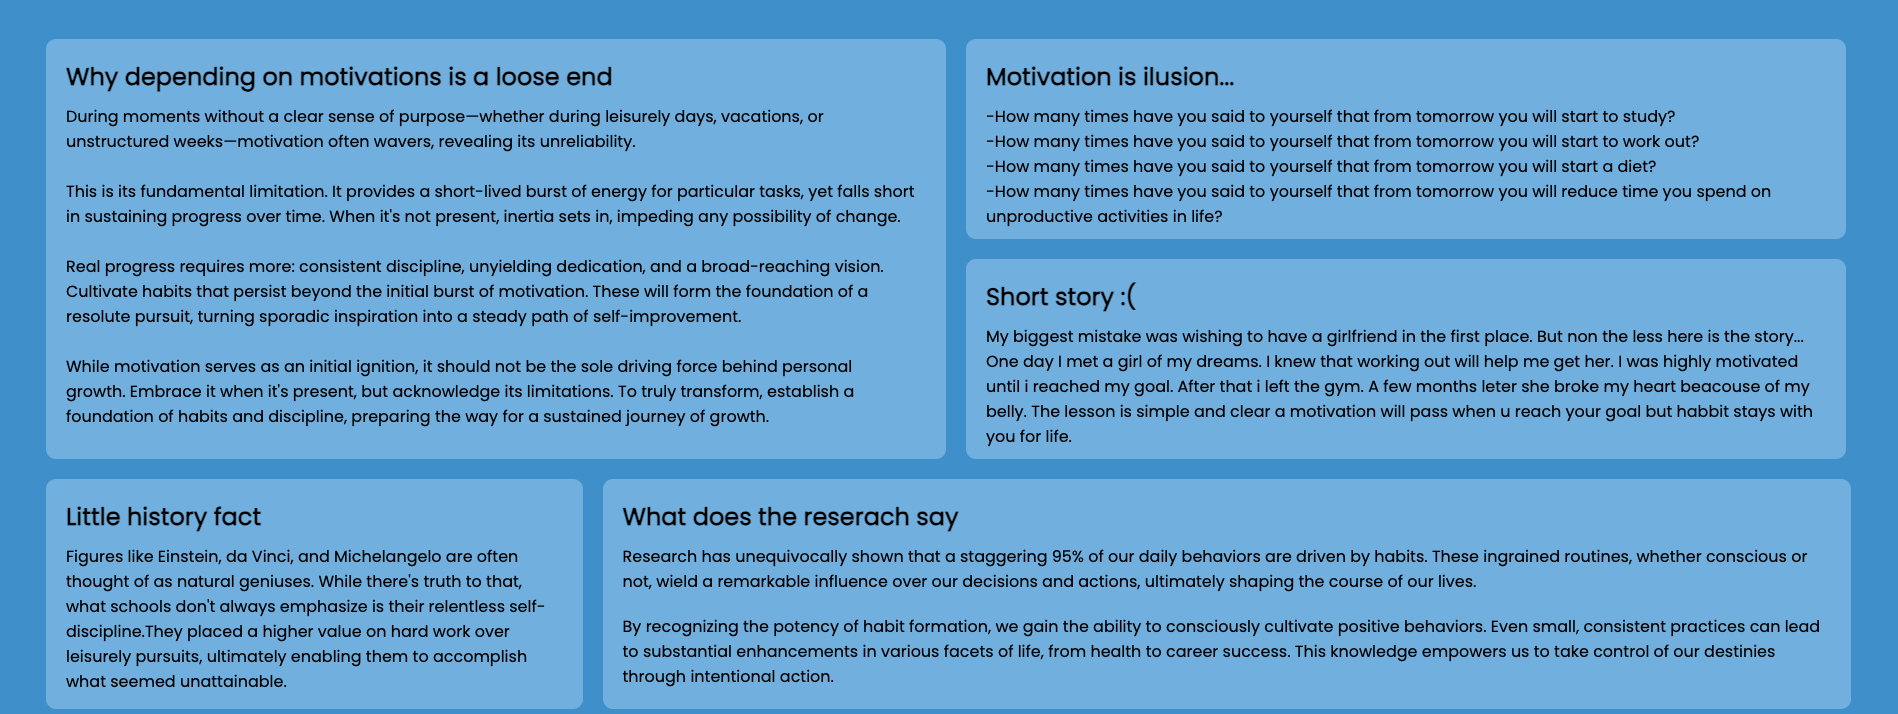 Why depending on motivations is a loose end
During moments without a clear sense of purpose—whether during leisurely days, vacations, or
unstructured weeks—motivation often wavers, revealing its unreliability.
This is its fundamental limitation. It provides a short-lived burst of energy for particular tasks, yet falls short
in sustaining progress over time. When it's not present, inertia sets in, impeding any possibility of change.
Real progress requires more: consistent discipline, unyielding dedication, and a broad-reaching vision.
Cultivate habits that persist beyond the initial burst of motivation. These will form the foundation of a
resolute pursuit, turning sporadic inspiration into a steady path of self-improvement.
While motivation serves as an initial ignition, it should not be the sole driving force behind personal
growth. Embrace it when it's present, but acknowledge its limitations. To truly transform, establish a
foundation of habits and discipline, preparing the way for a sustained journey of growth.
Motivation is ilusion...
-How many times have you said to yourself that from tomorrow you will start to study?
-How many times have you said to yourself that from tomorrow you will start to work out?
-How many times have you said to yourself that from tomorrow you will start a diet?
-How many times have you said to yourself that from tomorrow you will reduce time you spend on
unproductive activities in life?
Short story :(
My biggest mistake was wishing to have a girlfriend in the first place. But non the less here is the story...
One day I met a girl of my dreams. I knew that working out will help me get her. I was highly motivated
until i reached my goal. After that i left the gym. A few months leter she broke my heart beacouse of my
belly. The lesson is simple and clear a motivation will pass when u reach your goal but habbit stays with
you for life.
Little history fact
Figures like Einstein, da Vinci, and Michelangelo are often
thought of as natural geniuses. While there's truth to that,
what schools don't always emphasize is their relentless self-
discipline.They placed a higher value on hard work over
leisurely pursuits, ultimately enabling them to accomplish
what seemed unattainable.
What does the reserach say
Research has unequivocally shown that a staggering 95% of our daily behaviors are driven by habits. These ingrained routines, whether conscious or
not, wield a remarkable influence over our decisions and actions, ultimately shaping the course of our lives.
By recognizing the potency of habit formation, we gain the ability to consciously cultivate positive behaviors. Even small, consistent practices can lead
to substantial enhancements in various facets of life, from health to career success. This knowledge empowers us to take control of our destinies
through intentional action.